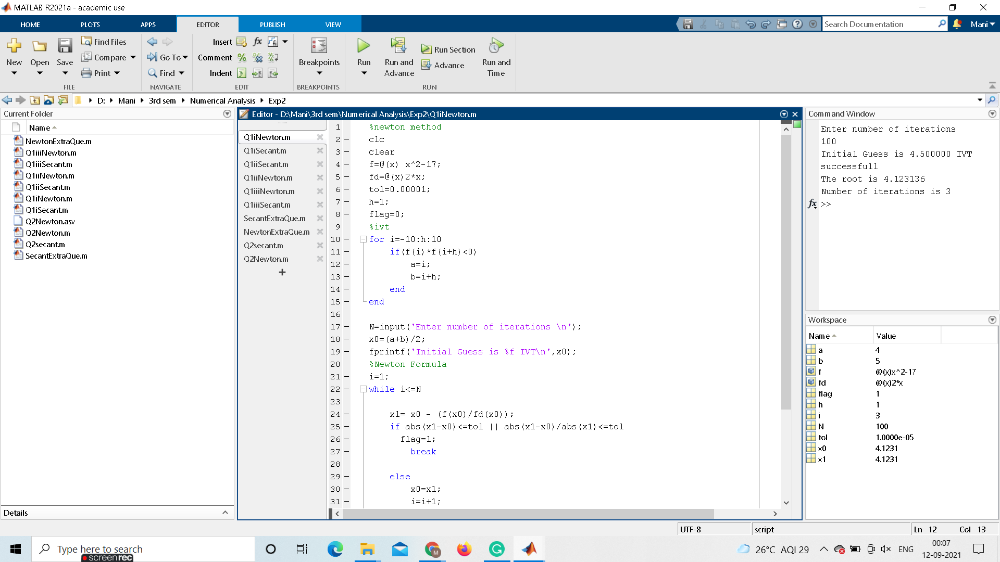 MATLAB R2021a - academic use
HOME PLOTS APPS EDITOR PUBLISH VIEW
Search Documentation
Mani
New
Open
Save
Find Files
Compare
Print
FILE
Go To
Find
NAVIGATE
Insert
Comment
Indent
EDIT
Breakpoints
BREAKPOINTS
Run
Run and Advance
Run Section
Advance
Run and Time
RUN
D: Mani 3rd sem Numerical Analysis Exp2
Current Folder
Name
NewtonExtraQue.m
Q1iiiNewton.m
Q1iiiSecant.m
Q1iiNewton.m
Q1iiSecant.m
Q1iNewton.m
Q1iSecant.m
Q2Newton.asv
Q2Newton.m
Q2secant.m
SecantExtraQue.m
Details
Editor - D:\Mani\3rd sem\Numerical Analysis\Exp2\Q1iNewton.m
Q1iNewton.m
Q1iSecant.m
Q1iiSecant.m
Q1iiNewton.m
Q1iiiNewton.m
Q1iiiSecant.m
SecantExtraQue.m
NewtonExtraQue.m
Q2secant.m
Q2Newton.m
1 %newton method
2 clc
3 clear
4 f=@(x) x^2-17;
5 fd=@(x)2*x;
6 tol=0.00001;
7 h=1;
8 flag=0;
9 %ivt
10 for i=-10:h:10
11 if(f(i)*f(i+h)<0)
12 a=i;
13 b=i+h;
14 end
15 end
16
17 N=input('Enter number of iterations \n');
18 x0=(a+b)/2;
19 fprintf('Initial Guess is %f IVT\n',x0);
20 %Newton Formula
21 i=1;
22 while i<=N
23
24 x1= x0 - (f(x0)/fd(x0));
25 if abs(x1-x0)<=tol || abs(x1-x0)/abs(x1)<=tol
26 flag=1;
27 break
28
29 else
30 x0=x1;
31 i=i+1;
Command Window
Enter number of iterations
100
Initial Guess is 4.500000 IVT
successfull
The root is 4.123136
Number of iterations is 3
fx >>
Workspace
Name Value
a 4
b 5
f @(x)x^2-17
fd @(x)2*x
flag 1
h 1
i 3
N 100
tol 1.0000e-05
x0 4.1231
x1 4.1231
UTF-8
script
Ln 12 Col 13
Type here to search
screenrec
26°C AQI 29
ENG
00:07
12-09-2021